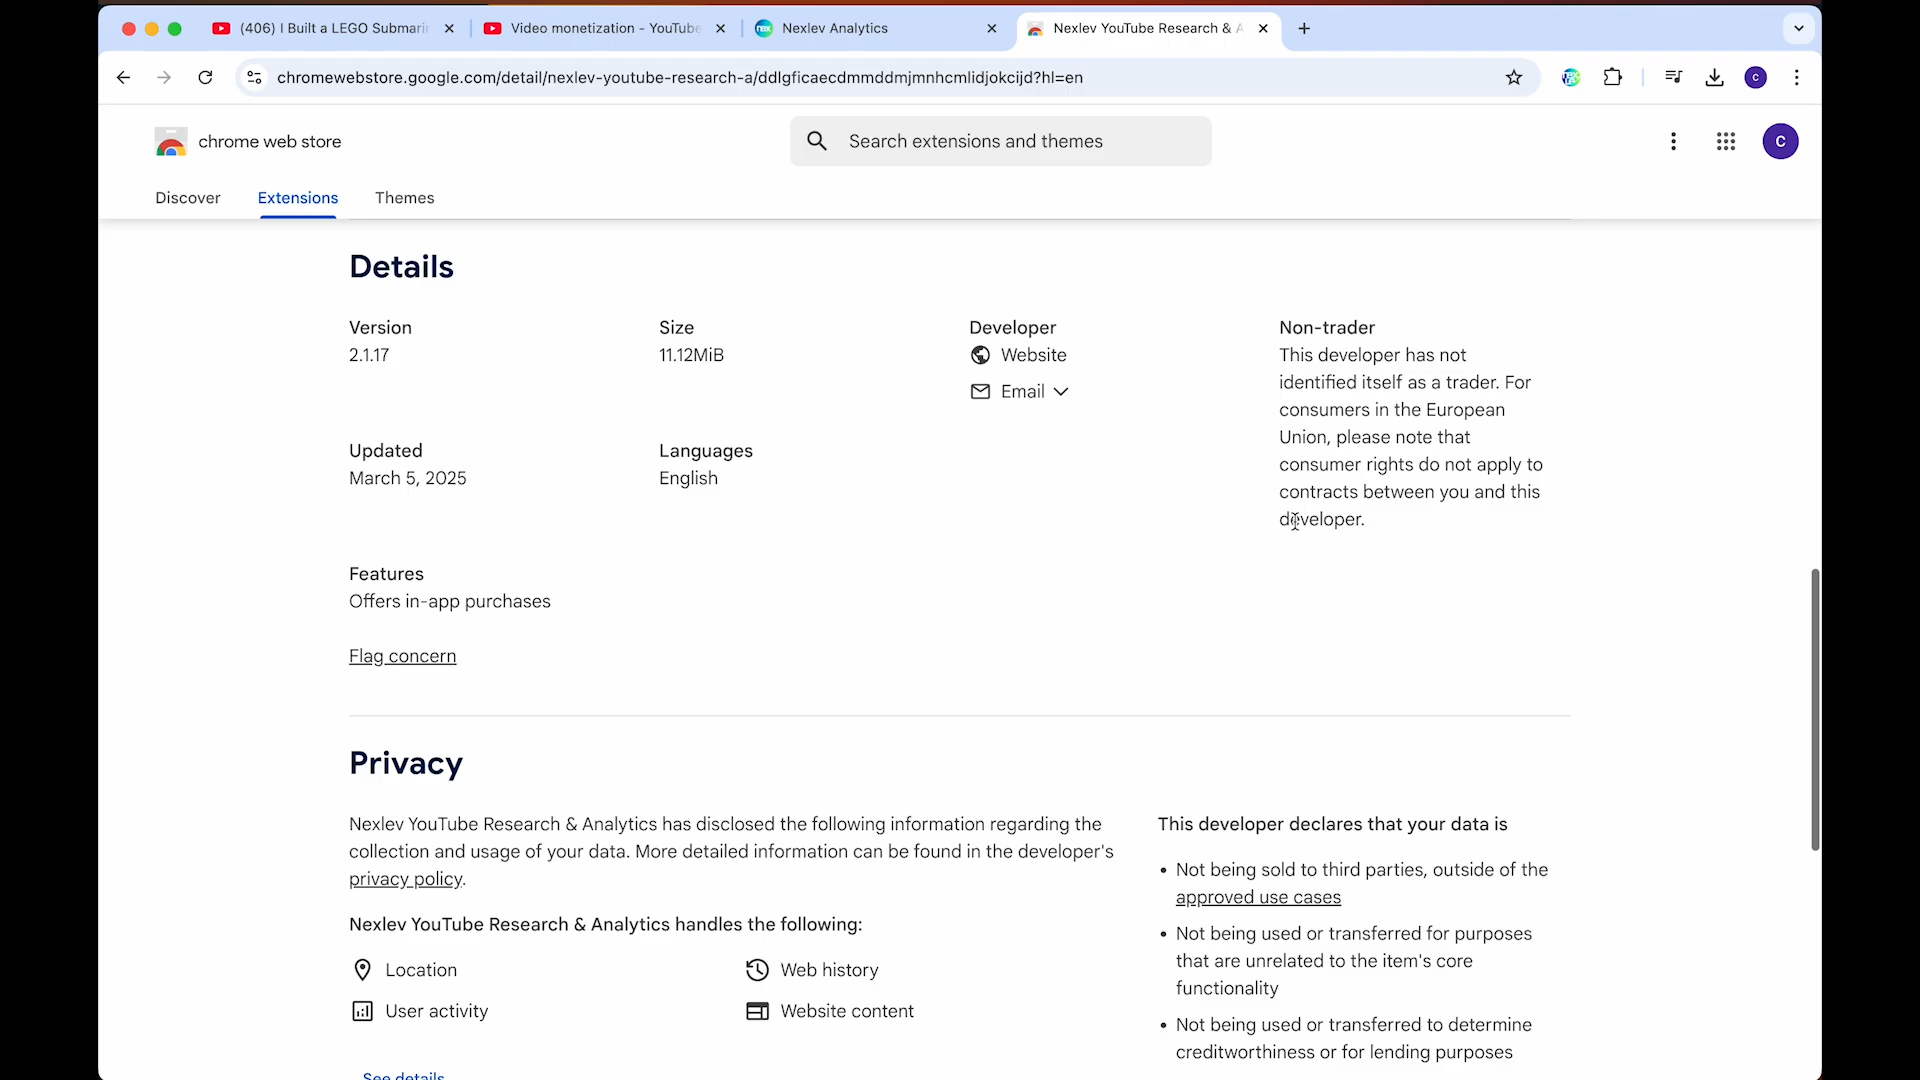 (406) I Built a LEGO Submarin
Video monetization - YouTube
Nexlev Analytics
Nexlev YouTube Research & A
chromewebstore.google.com/detail/nexlev-youtube-research-a/ddlgficaecdmmddmjmnhcmlidjokcijd?hl=en
C
chrome web store
Search extensions and themes
C
Discover
Extensions
Themes
Details
Version
2.1.17
Size
11.12MiB
Developer
Website
Email
Non-trader
This developer has not
identified itself as a trader. For
consumers in the European
Union, please note that
consumer rights do not apply to
contracts between you and this
developer.
Updated
March 5, 2025
Languages
English
Features
Offers in-app purchases
Flag concern
Privacy
Nexlev YouTube Research & Analytics has disclosed the following information regarding the
collection and usage of your data. More detailed information can be found in the developer's
privacy policy.
Nexlev YouTube Research & Analytics handles the following:
Location
Web history
User activity
Website content
See details
This developer declares that your data is
• Not being sold to third parties, outside of the
approved use cases
• Not being used or transferred for purposes
that are unrelated to the item's core
functionality
• Not being used or transferred to determine
creditworthiness or for lending purposes